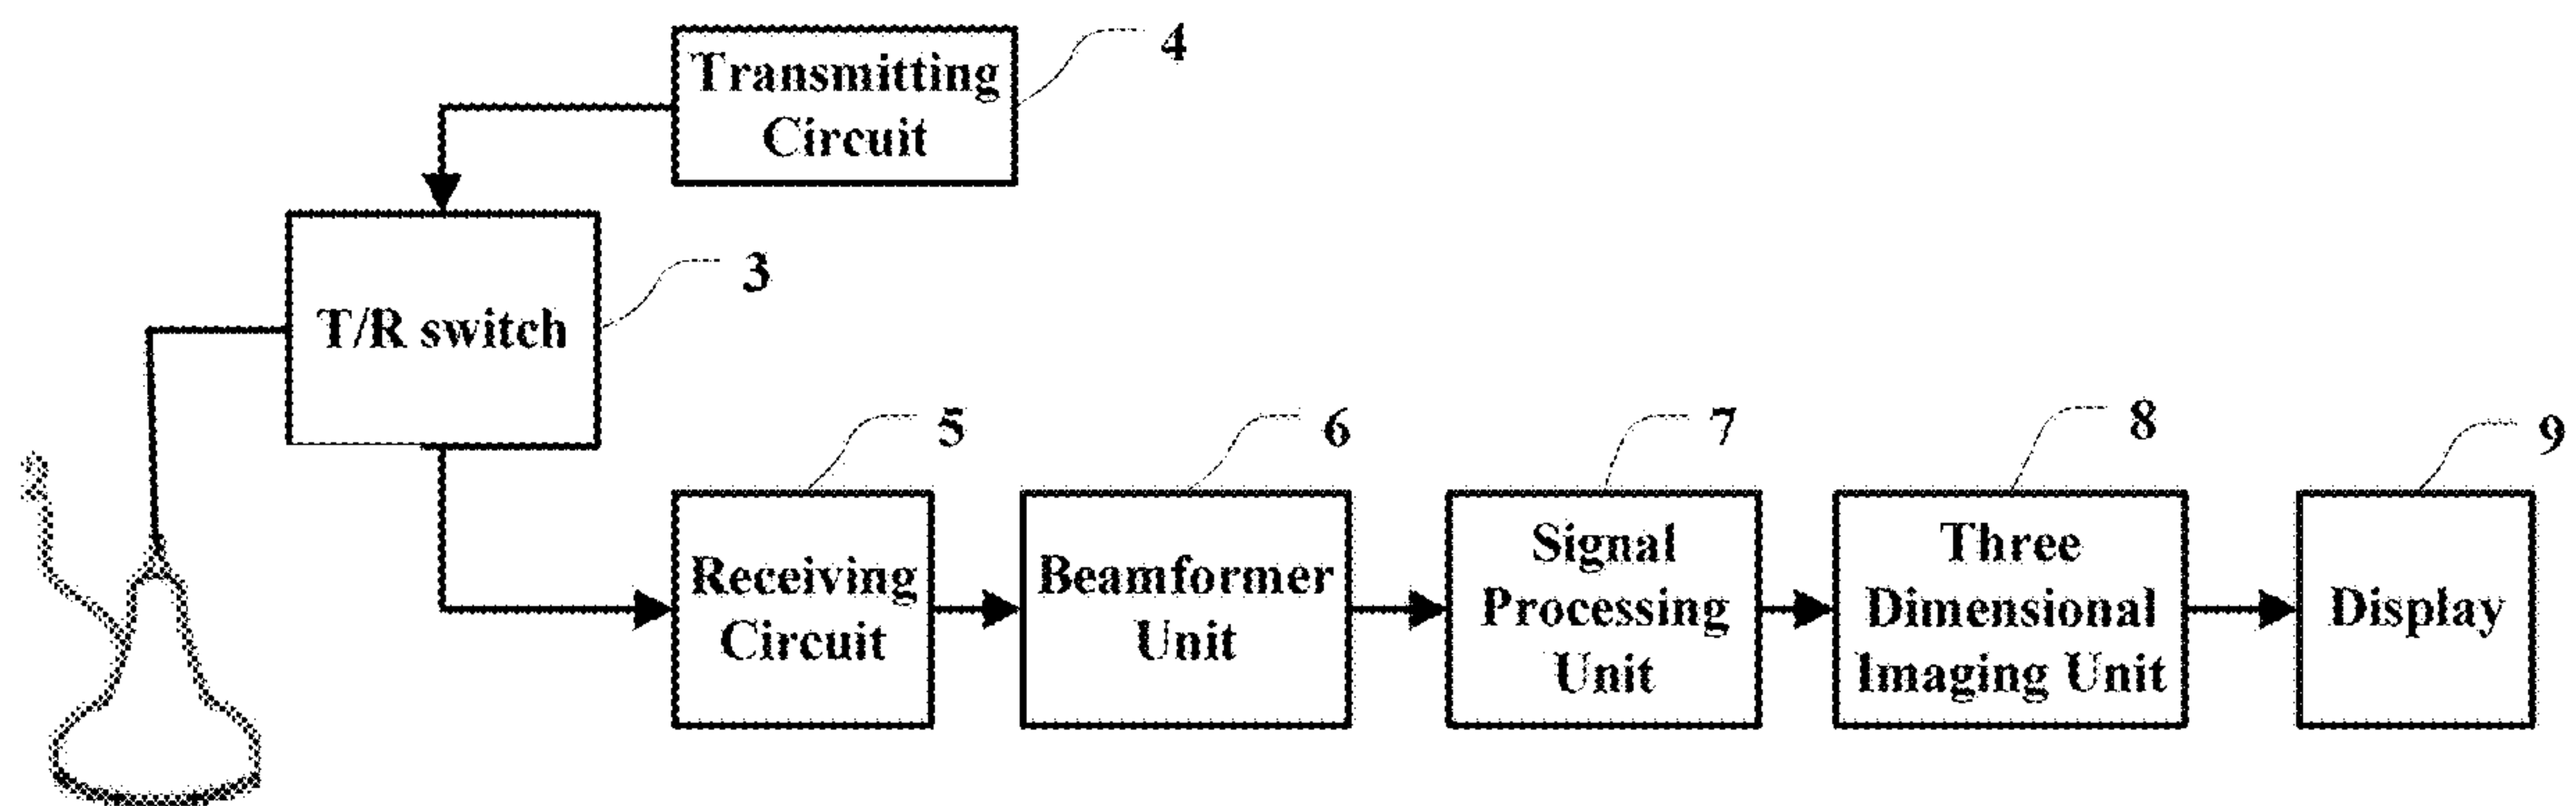 4
Transmitting
Circuit
3
T/R switch
2
5
6
7
8
9
Receiving
Circuit
Beamformer
Unit
Signal
Processing
Unit
Three
Dimensional
Imaging Unit
Display